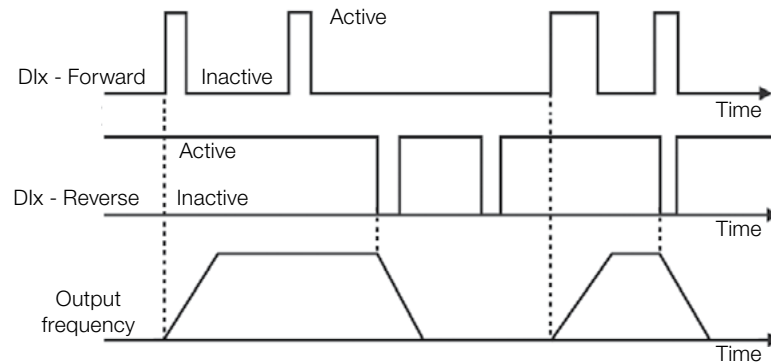 Active
DIx - Forward
Inactive
Time
Active
DIx - Reverse
Inactive
Time
Output
frequency
Time